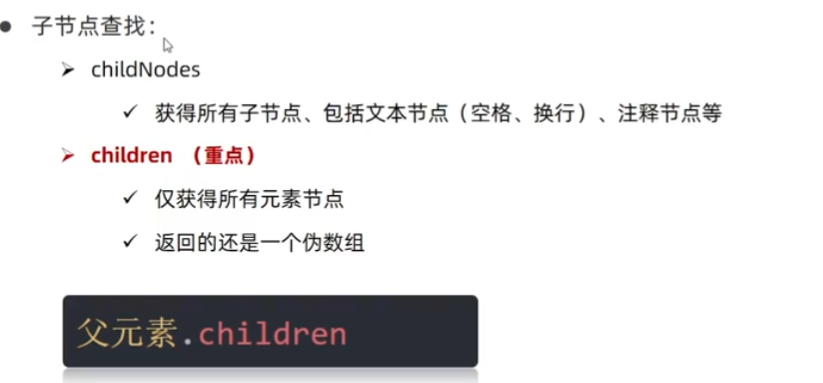 子节点查找：
childNodes
获得所有子节点、包括文本节点（空格、换行）、注释节点等
children （重点）
仅获得所有元素节点
返回的还是一个伪数组
父元素.children